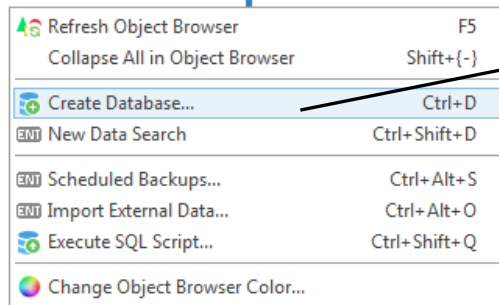 Refresh Object Browser F5
Collapse All in Object Browser Shift+{-}
Create Database... Ctrl+D
ENT New Data Search Ctrl+Shift+D
ENT Scheduled Backups... Ctrl+Alt+S
ENT Import External Data... Ctrl+Alt+O
Execute SQL Script... Ctrl+Shift+Q
Change Object Browser Color...